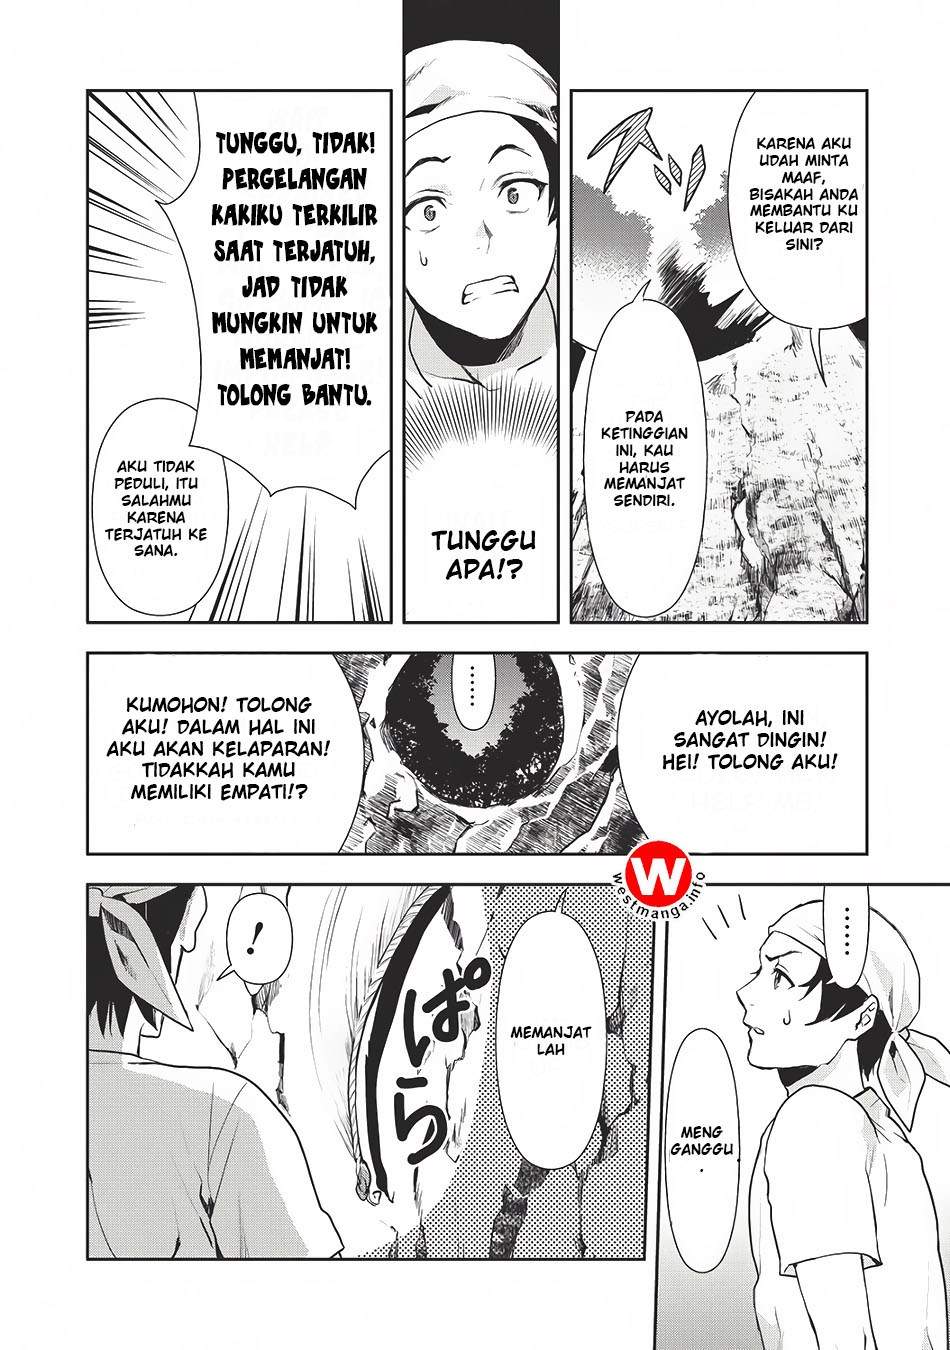 KARENA AKU
UDAH MINTA
MAAF,
BISAKAH ANDA
MEMBANTU KU
KELUAR DARI
SINI?
PADA
KETINGGIAN
INI, KAU
HARUS
MEMANJAT
SENDIRI.
TUNGGU
APA!?
TUNGGU, TIDAK!
PERGELANGAN
KAKIKU TERKILIR
SAAT TERJATUH,
JAD TIDAK
MUNGKIN UNTUK
MEMANJAT!
TOLONG BANTU.
AKU TIDAK
PEDULI, ITU
SALAHMU
KARENA
TERJATUH KE
SANA.
AYOLAH, INI
SANGAT DINGIN!
HEI! TOLONG AKU!
.......
KUMOHON! TOLONG
AKU! DALAM HAL INI
AKU AKAN KELAPARAN!
TIDAKKAH KAMU
MEMILIKI EMPATI!?
W
westmanga.info
........
MENG
GANGGU
.
MEMANJAT
LAH
ぱら
!